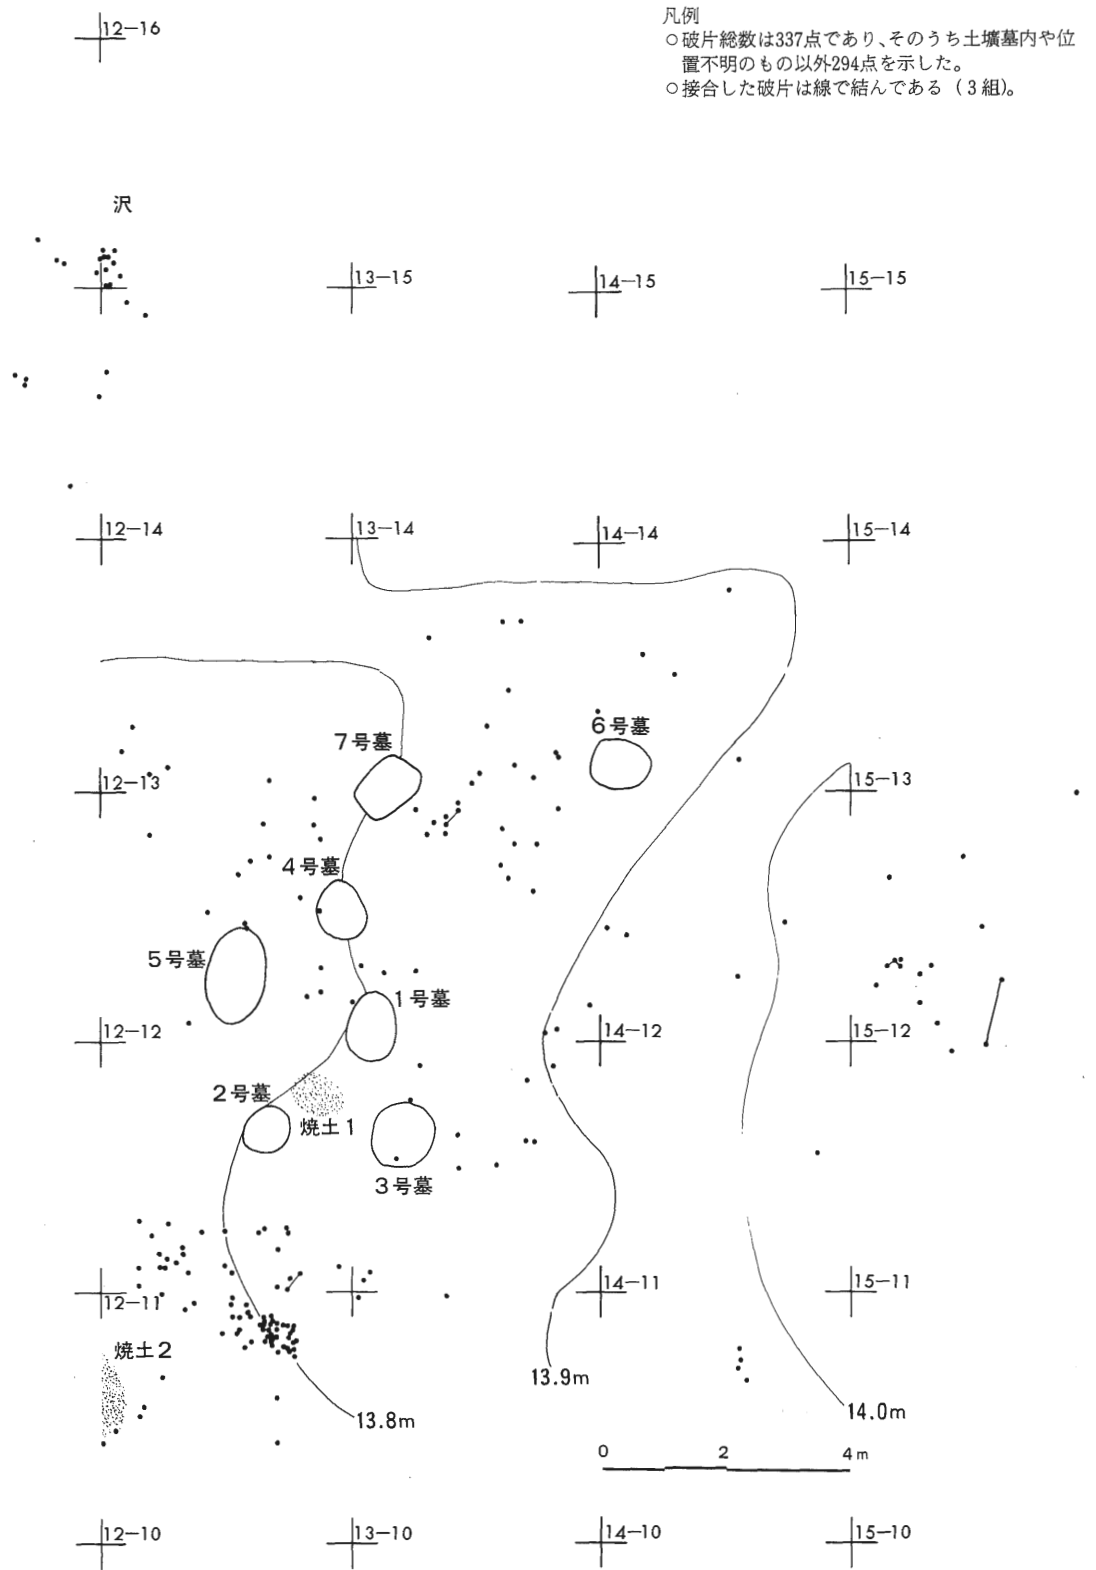 凡例
○破片総数は337点であり、そのうち土壙墓内や位
置不明のもの以外294点を示した。
○接合した破片は線で結んである（3組)。
12-16
沢
13-15
14-15
15-15
12-14
13-14
14-14
15-14
7号墓
6号墓
12-13
15-13
4号墓
5号墓
1号墓
12-12
14-12
15-12
2号墓
焼土1
3号墓
12-11
14-11
15-11
焼土2
13.9m
13.8m
14.0m
0 2 4m
12-10
13-10
14-10
15-10